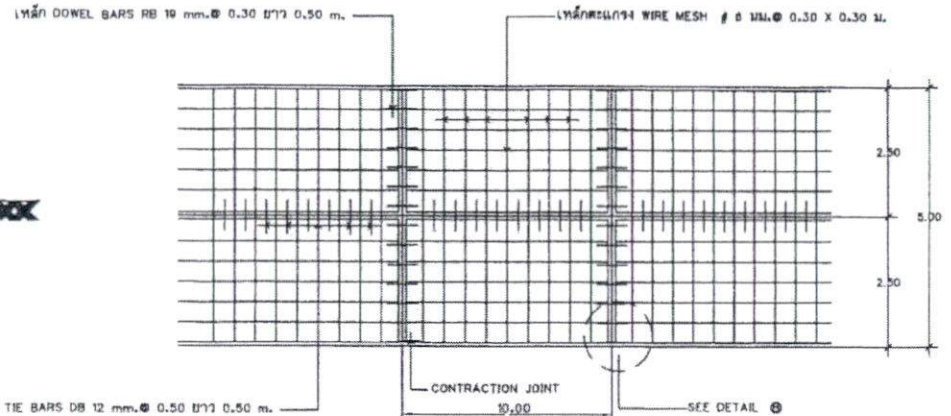 เหล็ก DOWEL BARS RB 19 mm.@ 0.30 ยาว 0.50 m.
เหล็กตะแกรง WIRE MESH ∮ 6 มม.@ 0.30 X 0.30 ม.
2.50
5.00
2.50
CONTRACTION JOINT
TIE BARS DB 12 mm.@ 0.50 ยาว 0.50 m.
10.00
SEE DETAIL